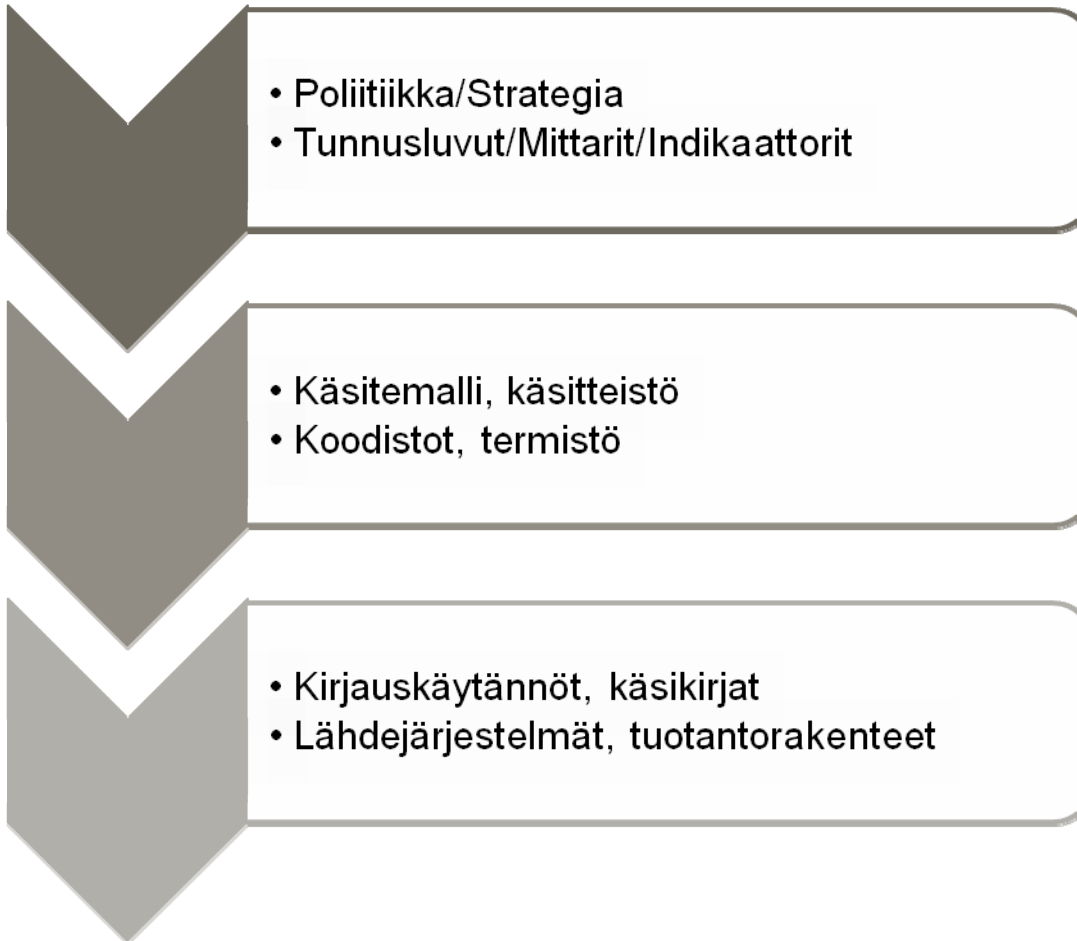 • Poliitiikka/Strategia
• Tunnusluvut/Mittarit/Indikaattorit
• Käsitemalli, käsitteistö
• Koodistot, termistö
• Kirjauskäytännöt, käsikirjat
• Lähdejärjestelmät, tuotantorakenteet